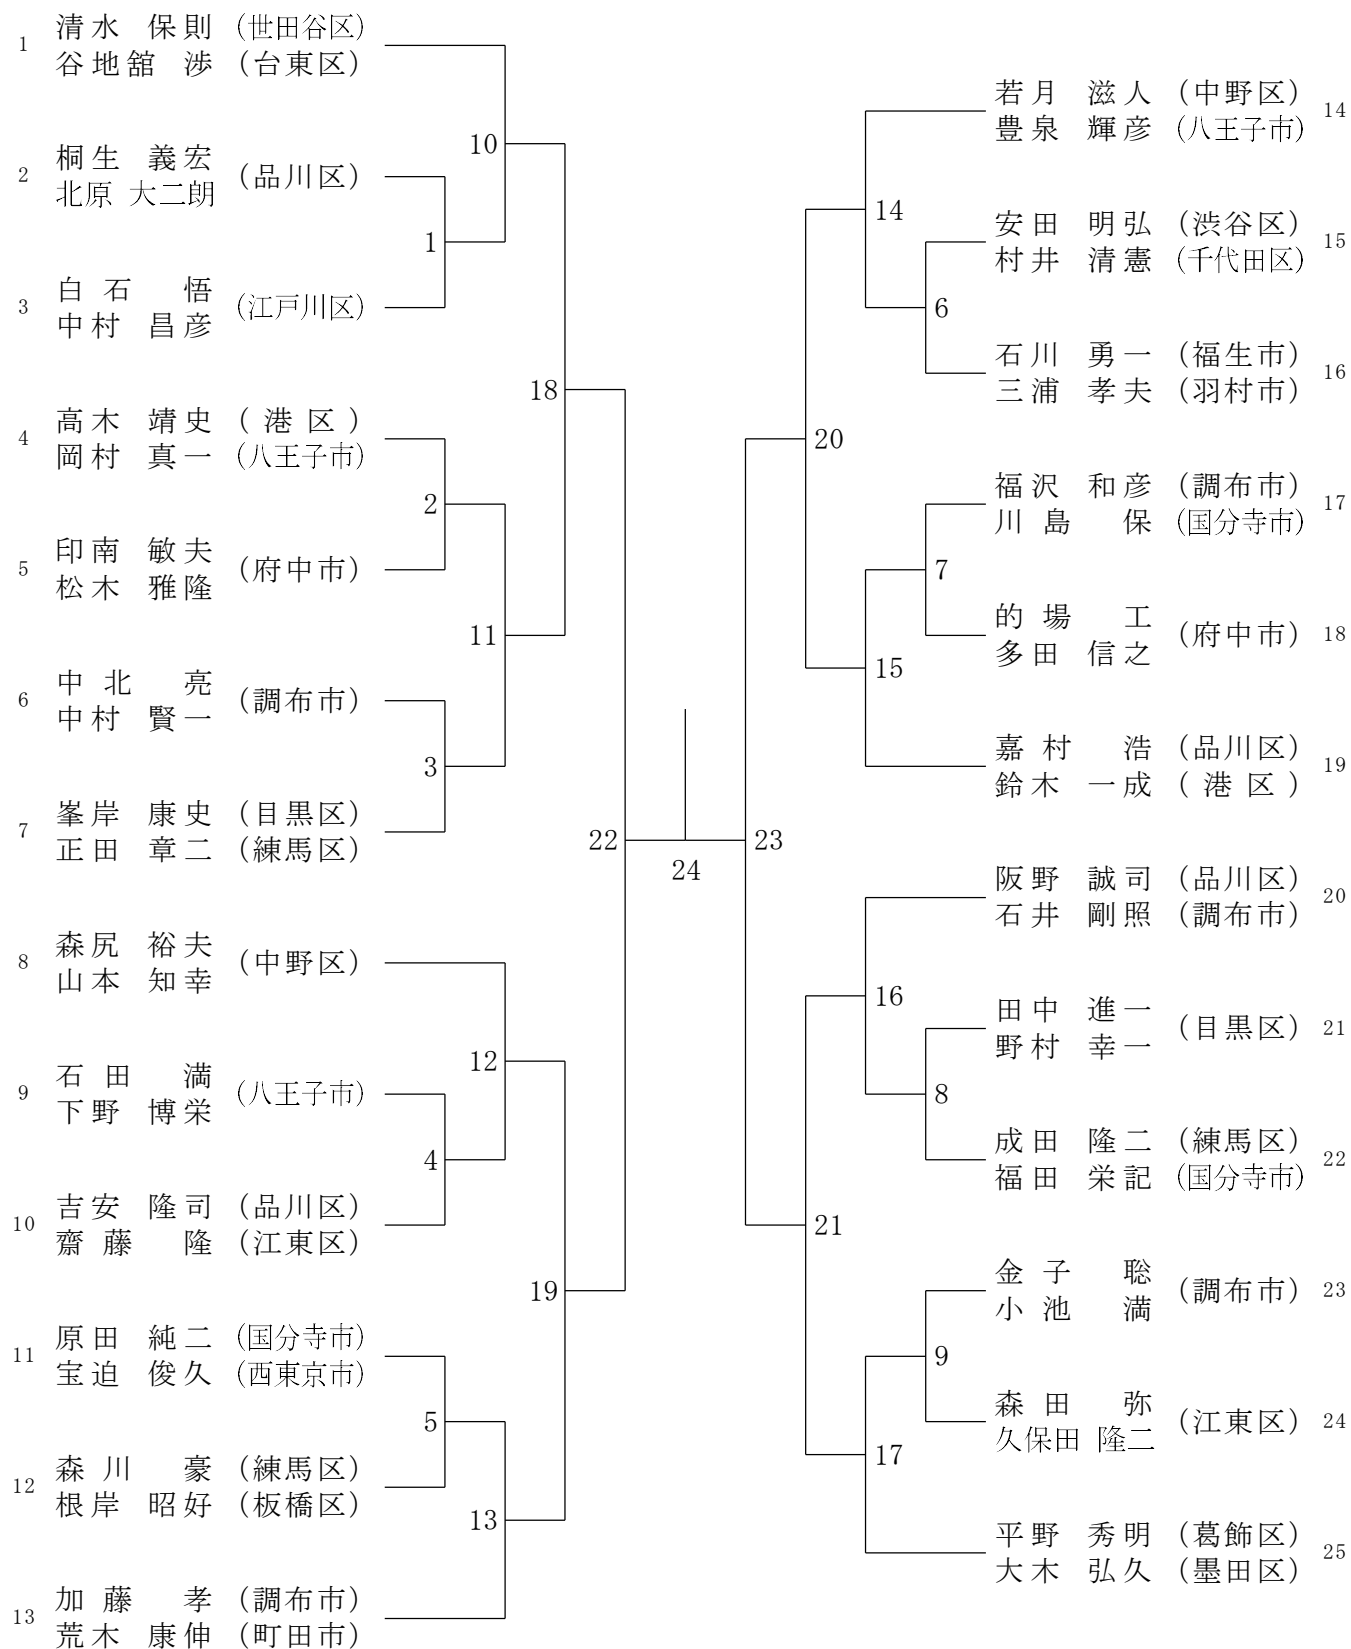 1 清水 保則 (世田谷区)
谷地舘 渉 (台東区)
2 桐生 義宏 (品川区)
北原 大二朗
3 白石 悟 (江戸川区)
中村 昌彦
4 高木 靖史 (港区)
岡村 真一 (八王子市)
5 印南 敏夫 (府中市)
松木 雅隆
6 中北 亮 (調布市)
中村 賢一
7 峯岸 康史 (目黒区)
正田 章二 (練馬区)
8 森尻 裕夫 (中野区)
山本 知幸
9 石田 満 (八王子市)
下野 博栄
10 吉安 隆司 (品川区)
齋藤 隆 (江東区)
11 原田 純二 (国分寺市)
宝迫 俊久 (西東京市)
12 森川 豪 (練馬区)
根岸 昭好 (板橋区)
13 加藤 孝 (調布市)
荒木 康伸 (町田市)
1
2
3
4
5
10
11
12
13
18
19
22
24
23
20
21
14
15
16
17
6
7
8
9
若月 滋人 (中野区) 14
豊泉 輝彦 (八王子市)
安田 明弘 (渋谷区) 15
村井 清憲 (千代田区)
石川 勇一 (福生市) 16
三浦 孝夫 (羽村市)
福沢 和彦 (調布市) 17
川島 保 (国分寺市)
的場 工 (府中市) 18
多田 信之
嘉村 浩 (品川区) 19
鈴木 一成 (港区)
阪野 誠司 (品川区) 20
石井 剛照 (調布市)
田中 進一 (目黒区) 21
野村 幸一
成田 隆二 (練馬区) 22
福田 栄記 (国分寺市)
金子 聡 (調布市) 23
小池 満
森田 弥 (江東区) 24
久保田 隆二
平野 秀明 (葛飾区) 25
大木 弘久 (墨田区)